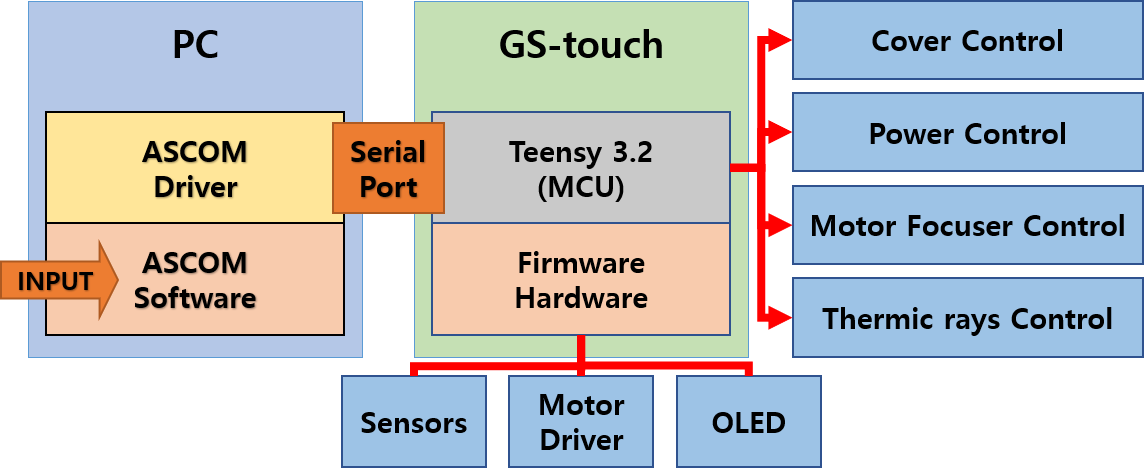 PC
GS-touch
ASCOM
Driver
Serial
Port
Teensy 3.2
(MCU)
INPUT
ASCOM
Software
Firmware
Hardware
Cover Control
Power Control
Motor Focuser Control
Thermic rays Control
Sensors
Motor
Driver
OLED